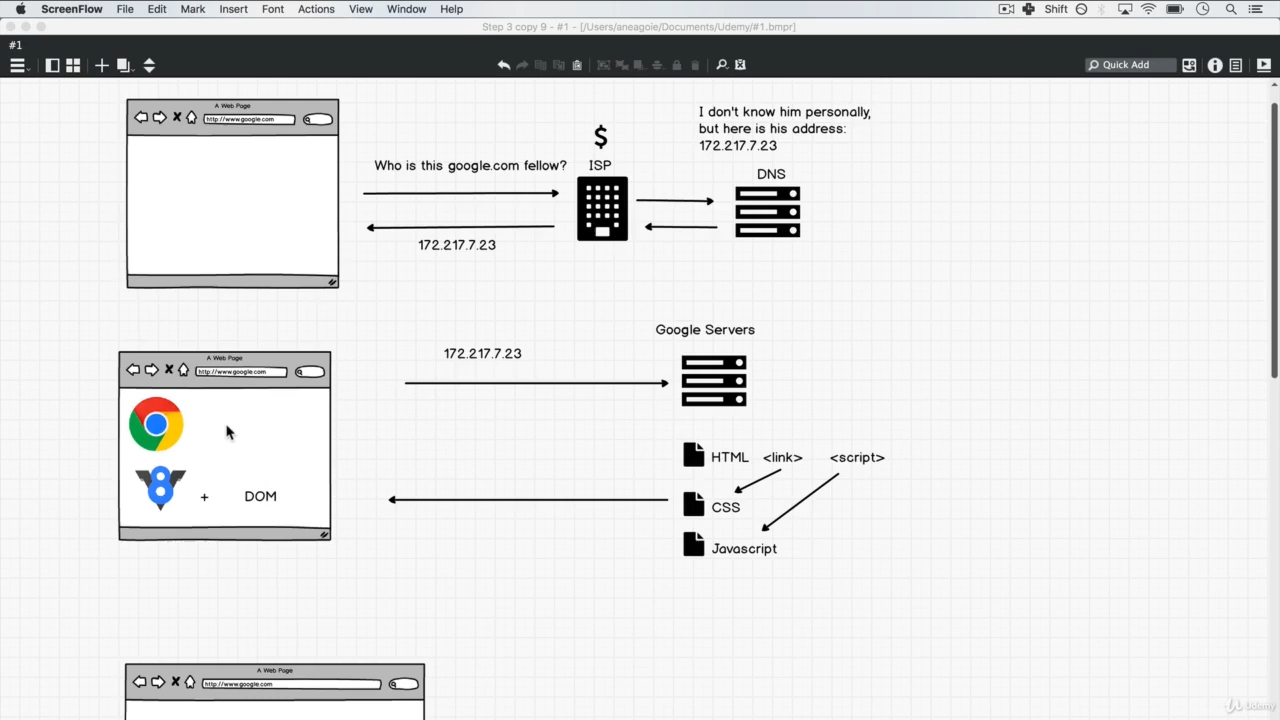 ScreenFlow File Edit Mark Insert Font Actions View Window Help Shift
Step 3 copy 9 - #1 - [/Users/aneagoie/Documents/Udemy/#1.bmpr]
#1
Quick Add
A Web Page
http://www.google.com
Who is this google.com fellow?
172.217.7.23
$
ISP
I don't know him personally,
but here is his address:
172.217.7.23
DNS
A Web Page
http://www.google.com
8
+ DOM
172.217.7.23
Google Servers
HTML <link> <script>
CSS
Javascript
A Web Page
http://www.google.com
Udemy